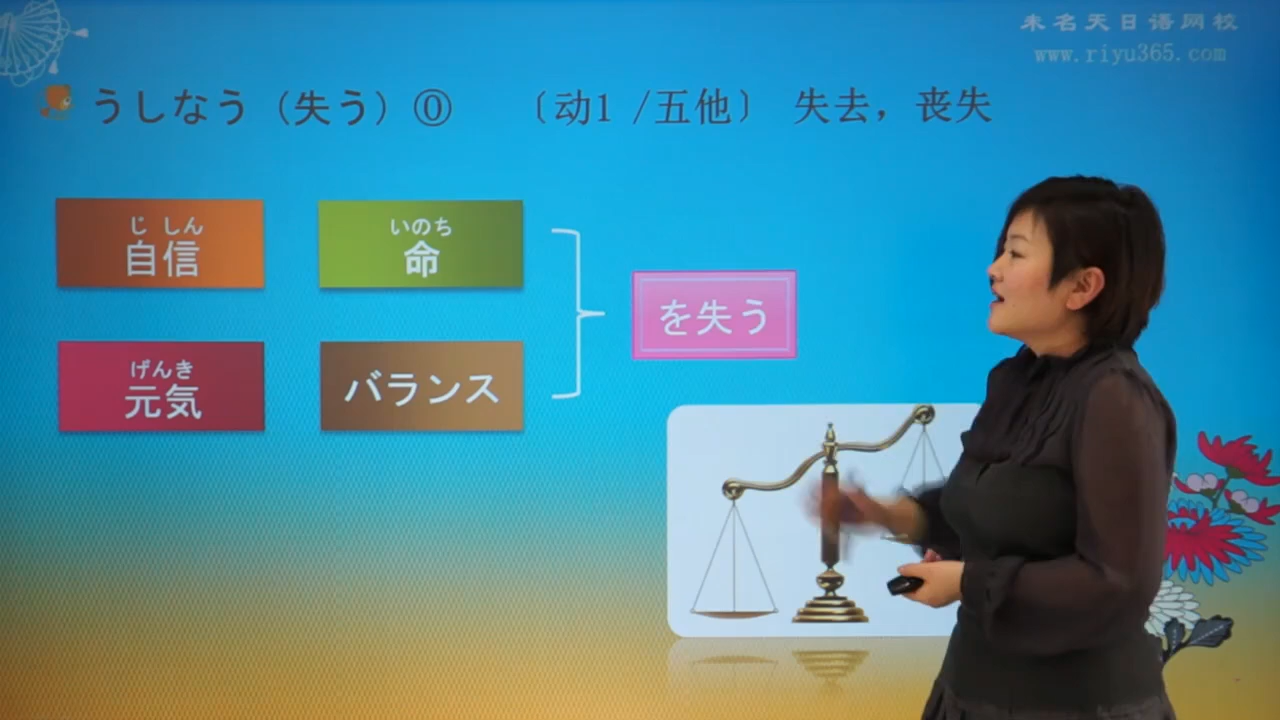 未名天日语网校
www.riyu365.com
うしなう（失う）⓪ 〔动1 /五他〕 失去，丧失
じ しん
自信
いのち
命
を失う
げんき
元気
バランス